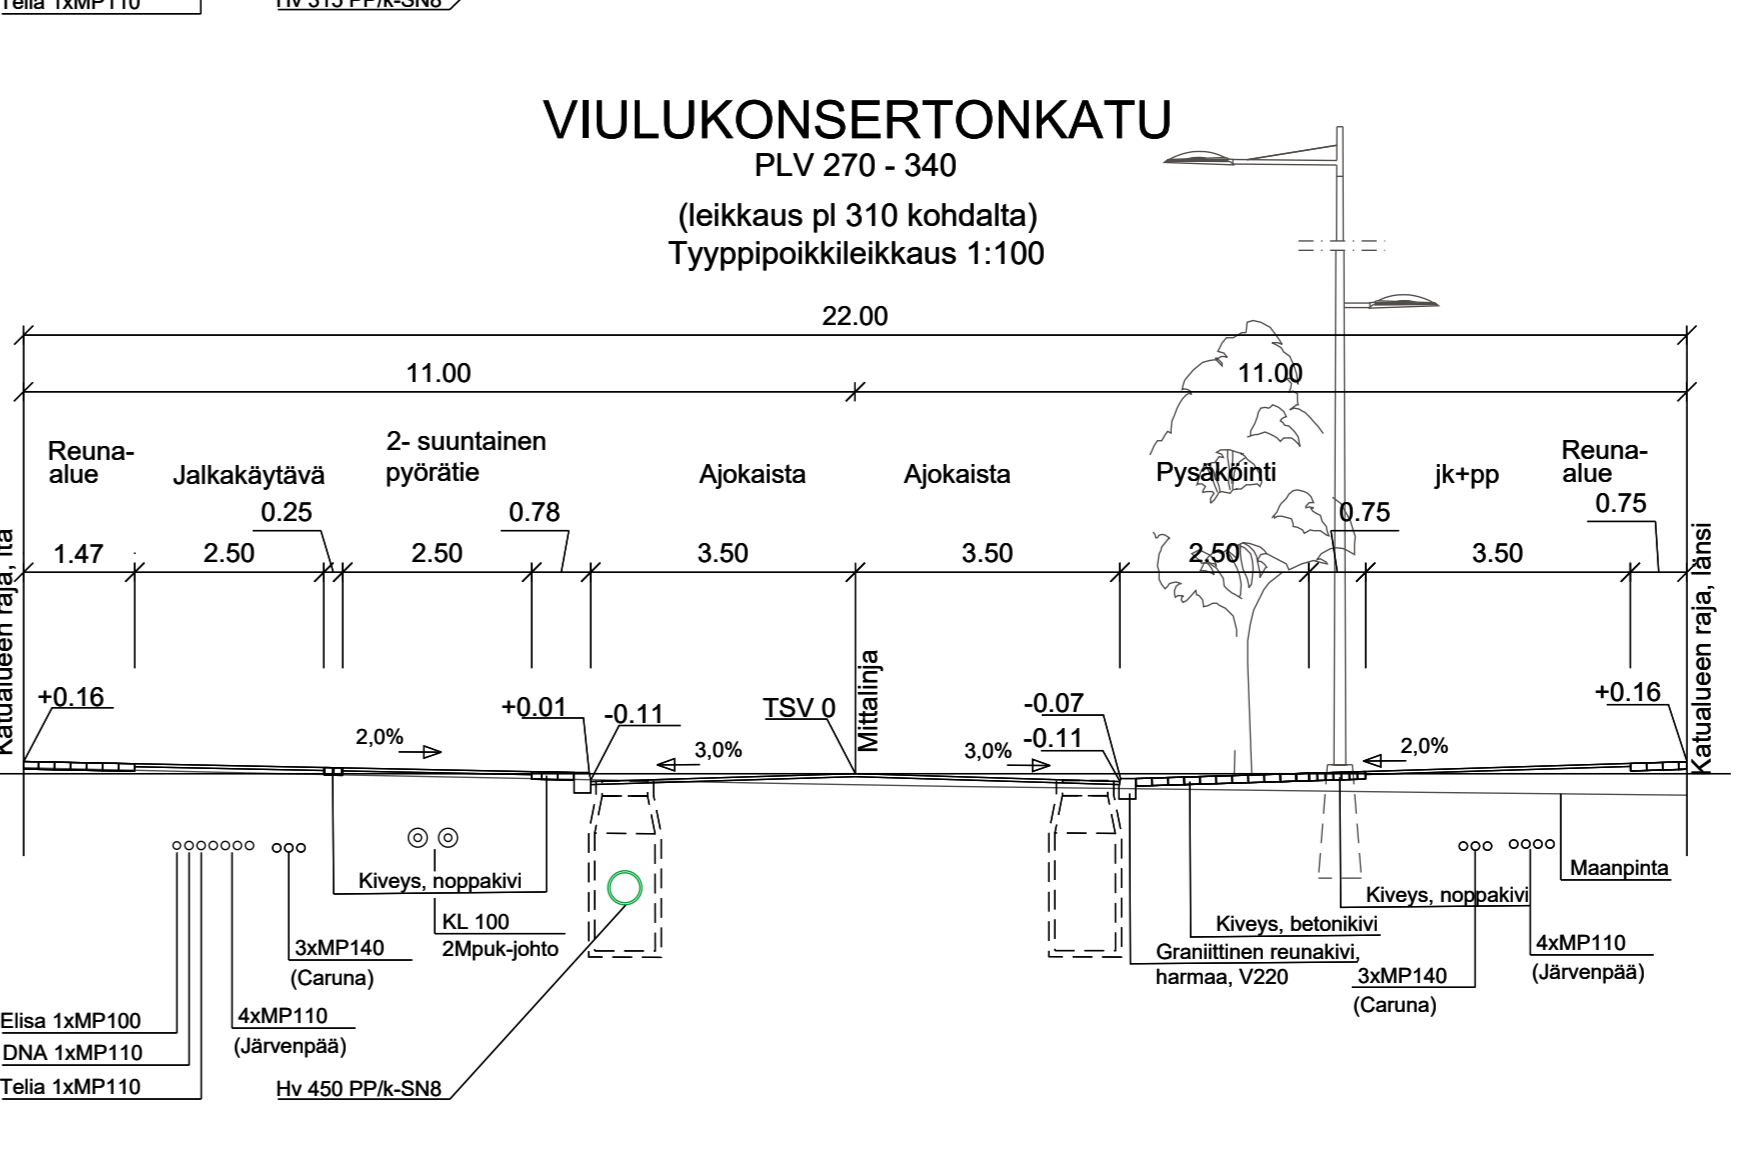 Telia 1xMP110
Hv 315 PP/k-SN8
VIULUKONSERTONKATU
PLV 270 - 340
(leikkaus pl 310 kohdalta)
Tyyppipoikkileikkaus 1:100
22.00
11.00
11.00
Reuna-
alue
Jalkakäytävä
2- suuntainen
pyörätie
Ajokaista
Ajokaista
Pysäköinti
jk+pp
Reuna-
alue
0.25
0.78
0.75
0.75
1.47
2.50
2.50
3.50
3.50
2.50
3.50
Katualueen raja, itä
Mittalinja
Katualueen raja, länsi
+0.16
+0.01
-0.11
TSV 0
-0.07
-0.11
+0.16
2,0%
3,0%
3,0%
2,0%
Kiveys, noppakivi
KL 100
2Mpuk-johto
3xMP140
(Caruna)
4xMP110
(Järvenpää)
Elisa 1xMP100
DNA 1xMP110
Telia 1xMP110
Hv 450 PP/k-SN8
Maanpinta
Kiveys, noppakivi
Kiveys, betonikivi
Graniittinen reunakivi,
harmaa, V220
4xMP110
(Järvenpää)
3xMP140
(Caruna)